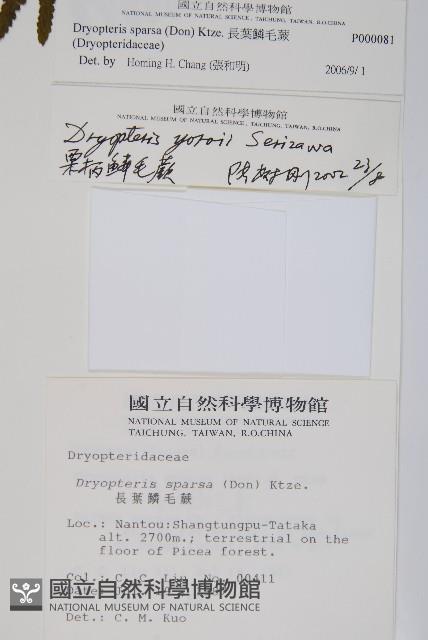 國立自然科學博物館
NATIONAL MUSEUM OF NATURAL SCIENCE, TAICHUNG, TAIWAN, R.O.CHINA
Dryopteris sparsa (Don) Ktze. 長葉鱗毛蕨 P000081
(Dryopteridaceae)
Det. by Homing H. Chang (張和明) 2006/9/ 1
國立自然科學博物館
NATIONAL MUSEUM OF NATURAL SCIENCE, TAICHUNG, TAIWAN, R.O.CHINA
Dryopteris yoroii Serizawa
栗柄鱗毛蕨 2002 23/8
國立自然科學博物館
NATIONAL MUSEUM OF NATURAL SCIENCE
TAICHUNG, TAIWAN, R.O.CHINA
Dryopteridaceae
Dryopteris sparsa (Don) Ktze.
長葉鱗毛蕨
Loc.: Nantou:Shangtungpu-Tataka
alt. 2700m.; terrestrial on the
floor of Picea forest.
Col.: C. C. Liu No. 00411
Det.: C. M. Kuo
國立自然科學博物館
NATIONAL MUSEUM OF NATURAL SCIENCE